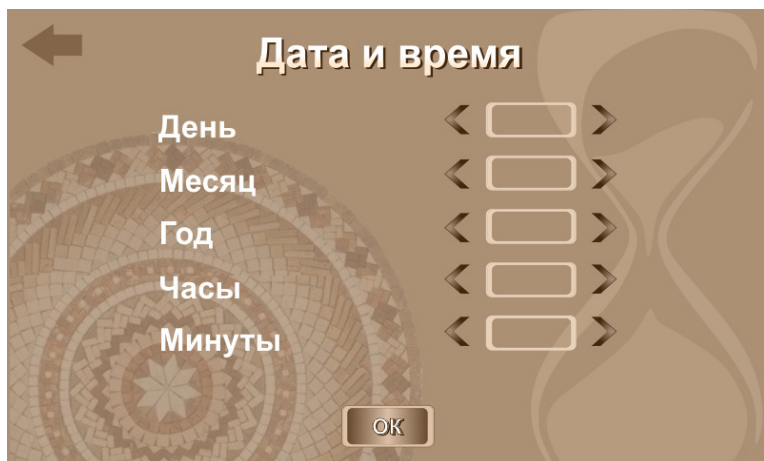 Дата и время
День
Месяц
Год
Часы
Минуты
ОК